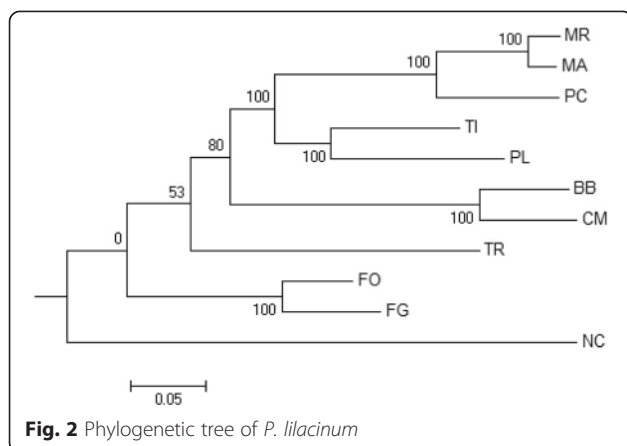 100 MR
100 MA
100 PC
80 TI
100 PL
53 BB
100 CM
0 TR
FO
100 FG
NC
0.05
Fig. 2 Phylogenetic tree of P. lilacinum